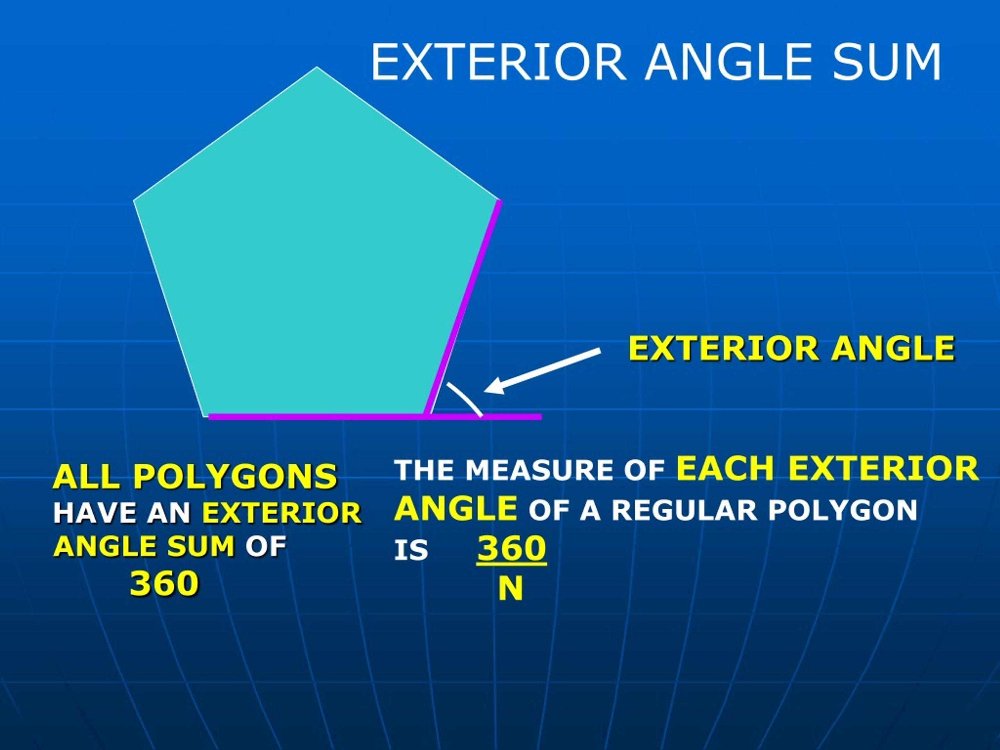 EXTERIOR ANGLE SUM
EXTERIOR ANGLE
ALL POLYGONS
HAVE AN EXTERIOR
ANGLE SUM OF
360
THE MEASURE OF EACH EXTERIOR
ANGLE OF A REGULAR POLYGON
IS 360
N